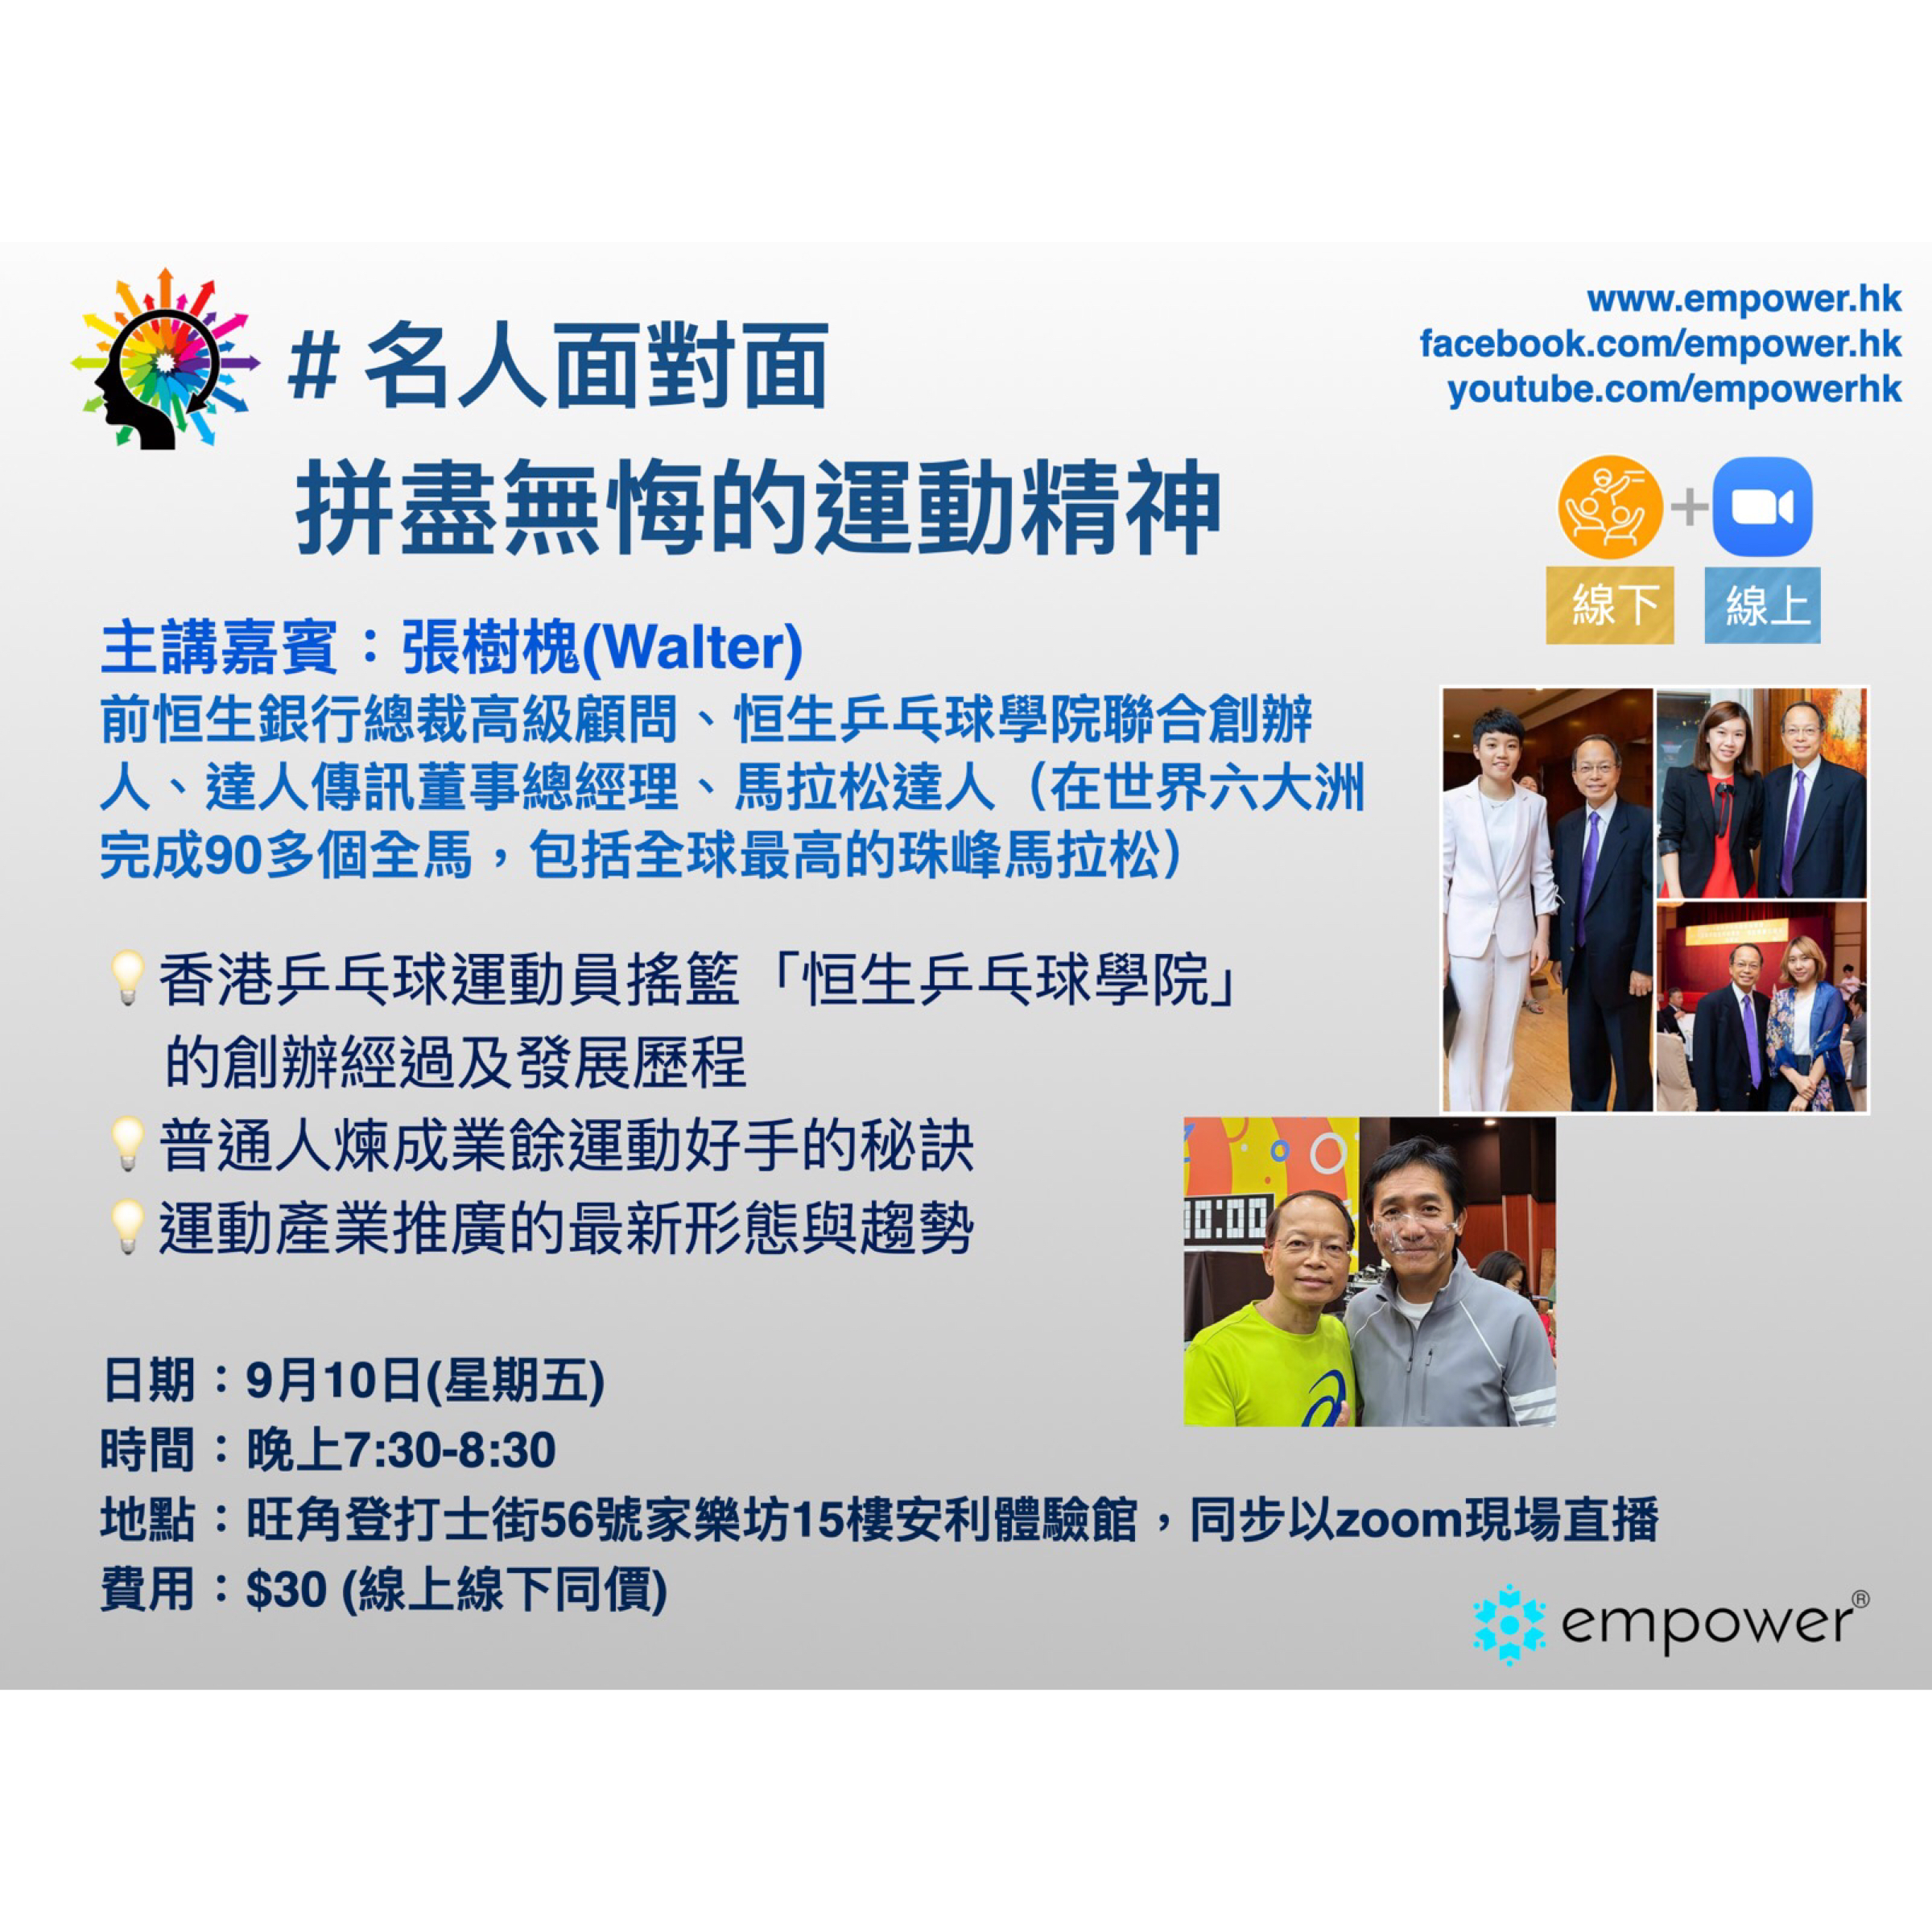 # 名人面對面
拼盡無悔的運動精神
www.empower.hk
facebook.com/empower.hk
youtube.com/empowerhk
線下 + 線上
主講嘉賓：張樹槐(Walter)
前恒生銀行總裁高級顧問、恒生乒乓球學院聯合創辦
人、達人傳訊董事總經理、馬拉松達人（在世界六大洲
完成90多個全馬，包括全球最高的珠峰馬拉松）
香港乒乓球運動員搖籃「恒生乒乓球學院」
的創辦經過及發展歷程
普通人煉成業餘運動好手的秘訣
運動產業推廣的最新形態與趨勢
日期：9月10日(星期五)
時間：晚上7:30-8:30
地點：旺角登打士街56號家樂坊15樓安利體驗館，同步以zoom現場直播
費用：$30 (線上線下同價)
empower®